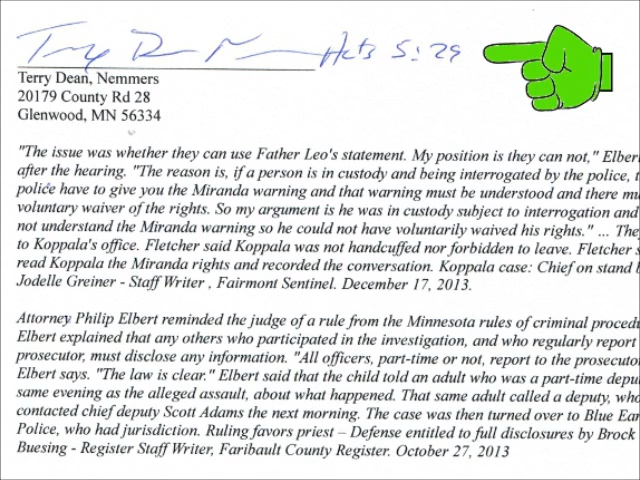 Terry Dean Nemmers Acts 5:29
Terry Dean, Nemmers
20179 County Rd 28
Glenwood, MN 56334
"The issue was whether they can use Father Leo's statement. My position is they can not," Elber
after the hearing. "The reason is, if a person is in custody and being interrogated by the police, t
police have to give you the Miranda warning and that warning must be understood and there mu
voluntary waiver of the rights. So my argument is he was in custody subject to interrogation and
not understand the Miranda warning so he could not have voluntarily waived his rights." ... The
to Koppala's office. Fletcher said Koppala was not handcuffed nor forbidden to leave. Fletcher s
read Koppala the Miranda rights and recorded the conversation. Koppala case: Chief on stand b
Jodelle Greiner - Staff Writer , Fairmont Sentinel. December 17, 2013.
Attorney Philip Elbert reminded the judge of a rule from the Minnesota rules of criminal procedu
Elbert explained that any others who participated in the investigation, and who regularly report
prosecutor, must disclose any information. "All officers, part-time or not, report to the prosecuto
Elbert says. "The law is clear." Elbert said that the child told an adult who was a part-time depu
same evening as the alleged assault, about what happened. That same adult called a deputy, who
contacted chief deputy Scott Adams the next morning. The case was then turned over to Blue Ear
Police, who had jurisdiction. Ruling favors priest – Defense entitled to full disclosures by Brock
Buesing - Register Staff Writer, Faribault County Register. October 27, 2013